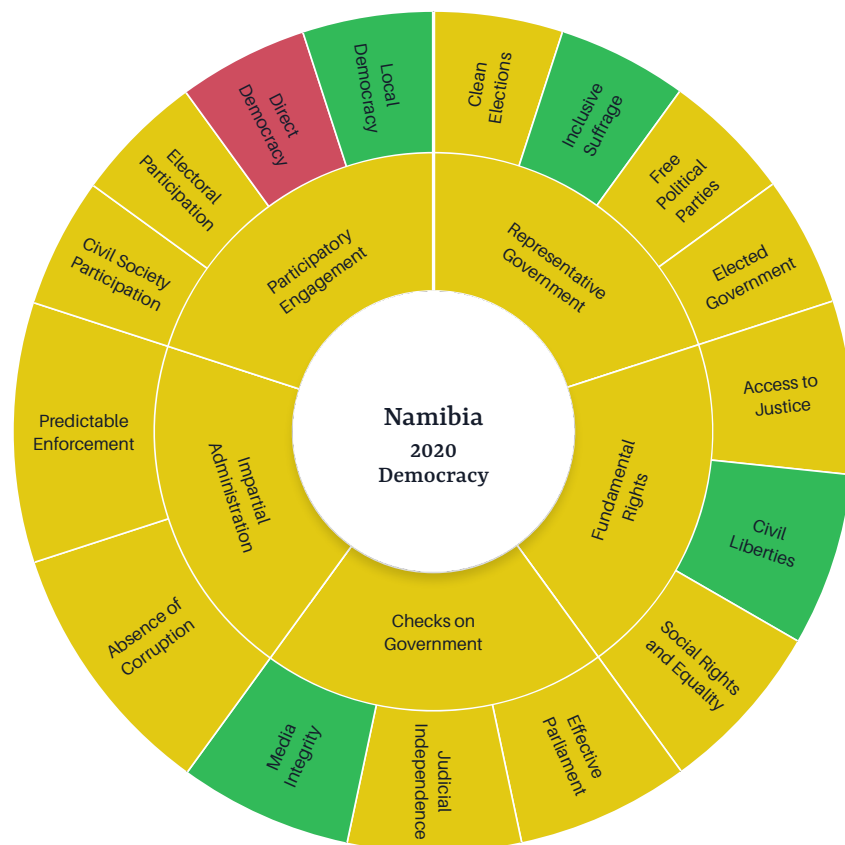 Namibia
2020
Democracy
Representative
Government
Fundamental
Rights
Checks on
Government
Impartial
Administration
Participatory
Engagement
Clean
Elections
Inclusive
Suffrage
Free
Political
Parties
Elected
Government
Access to
Justice
Civil
Liberties
Social Rights
and Equality
Effective
Parliament
Judicial
Independence
Media
Integrity
Absence of
Corruption
Predictable
Enforcement
Civil Society
Participation
Electoral
Participation
Direct
Democracy
Local
Democracy